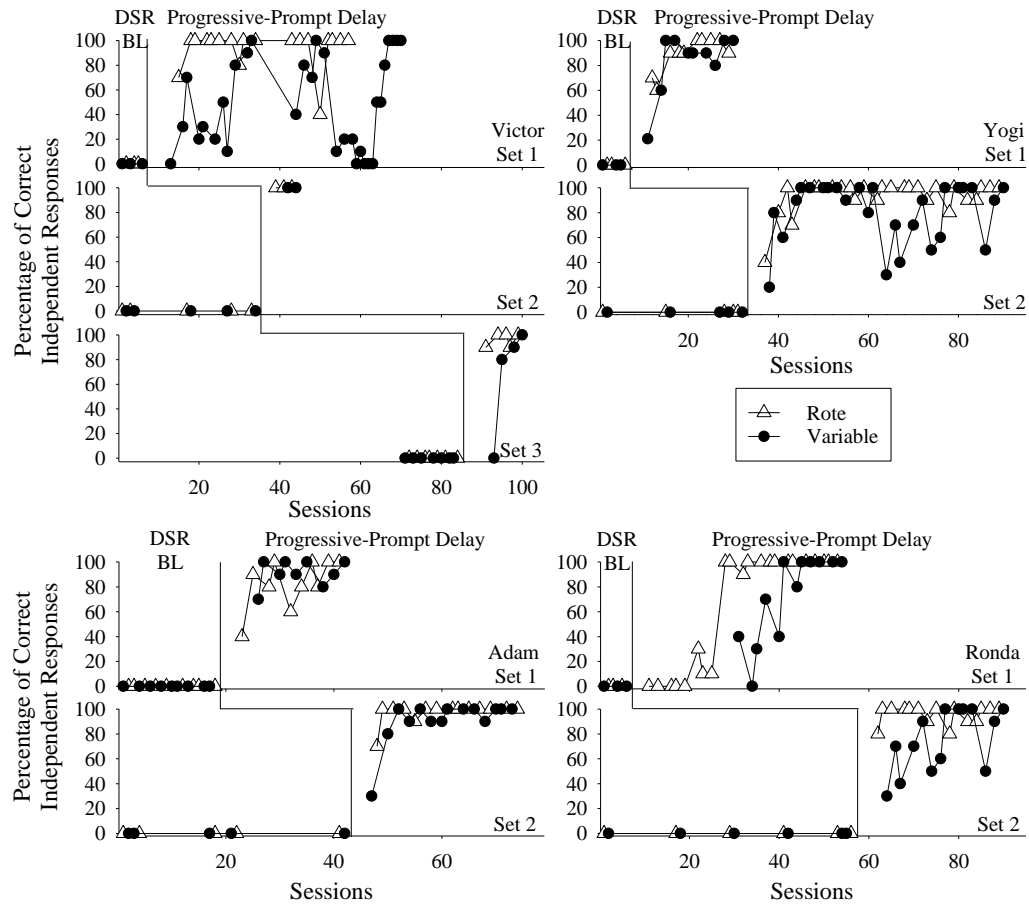 DSR Progressive-Prompt Delay
BL
100
80
60
40
20
0
Victor
Set 1
100
80
60
40
20
0
Set 2
100
80
60
40
20
0
Set 3
20 40 60 80 100
Sessions
Percentage of Correct
Independent Responses
DSR Progressive-Prompt Delay
BL
100
80
60
40
20
0
Yogi
Set 1
100
80
60
40
20
0
Set 2
20 40 60 80
Sessions
Rote
Variable
DSR Progressive-Prompt Delay
BL
100
80
60
40
20
0
Adam
Set 1
100
80
60
40
20
0
Set 2
20 40 60
Sessions
Percentage of Correct
Independent Responses
DSR Progressive-Prompt Delay
BL
100
80
60
40
20
0
Ronda
Set 1
100
80
60
40
20
0
Set 2
20 40 60 80
Sessions